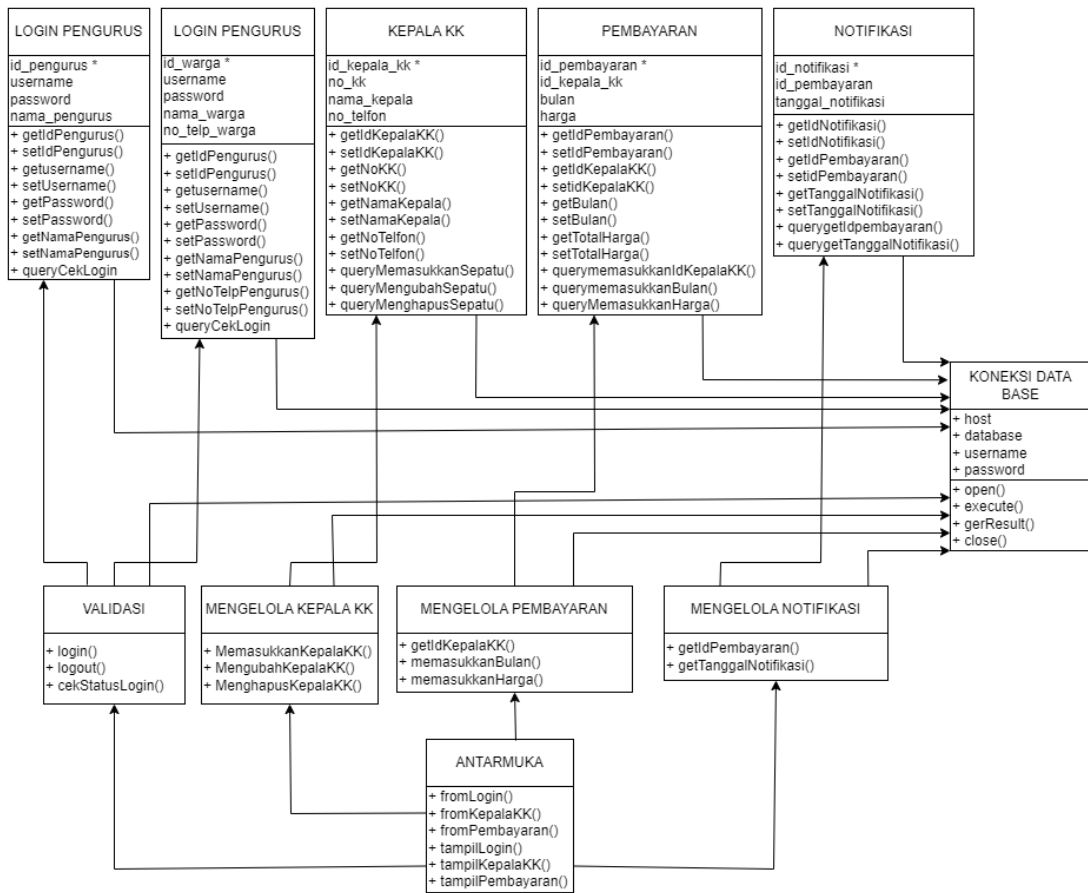 LOGIN PENGURUS
id_pengurus *
username
password
nama_pengurus
+ getIdPengurus()
+ setIdPengurus()
+ getusername()
+ setUsername()
+ getPassword()
+ setPassword()
+ getNamaPengurus()
+ setNamaPengurus()
+ queryCekLogin
LOGIN PENGURUS
id_warga *
username
password
nama_warga
no_telp_warga
+ getIdPengurus()
+ setIdPengurus()
+ getusername()
+ setUsername()
+ getPassword()
+ setPassword()
+ getNamaPengurus()
+ setNamaPengurus()
+ getNoTelpPengurus()
+ setNoTelpPengurus()
+ queryCekLogin
KEPALA KK
id_kepala_kk *
no_kk
nama_kepala
no_telfon
+ getIdKepalaKK()
+ setIdKepalaKK()
+ getNoKK()
+ setNoKK()
+ getNamaKepala()
+ setNamaKepala()
+ getNoTelfon()
+ setNoTelfon()
+ queryMemasukkanSepatu()
+ queryMengubahSepatu()
+ queryMenghapusSepatu()
PEMBAYARAN
id_pembayaran *
id_kepala_kk
bulan
harga
+ getIdPembayaran()
+ setIdPembayaran()
+ getIdKepalaKK()
+ setidKepalaKK()
+ getBulan()
+ setBulan()
+ getTotalHarga()
+ setTotalHarga()
+ querymemasukkanIdKepalaKK()
+ querymemasukkanBulan()
+ queryMemasukkanHarga()
NOTIFIKASI
id_notifikasi *
id_pembayaran
tanggal_notifikasi
+ getIdNotifikasi()
+ setIdNotifikasi()
+ getIdPembayaran()
+ setidPembayaran()
+ getTanggalNotifikasi()
+ setTanggalNotifikasi()
+ querygetIdpembayaran()
+ querygetTanggalNotifikasi()
KONEKSI DATA
BASE
+ host
+ database
+ username
+ password
+ open()
+ execute()
+ gerResult()
+ close()
VALIDASI
+ login()
+ logout()
+ cekStatusLogin()
MENGELOLA KEPALA KK
+ MemasukkanKepalaKK()
+ MengubahKepalaKK()
+ MenghapusKepalaKK()
MENGELOLA PEMBAYARAN
+ getIdKepalaKK()
+ memasukkanBulan()
+ memasukkanHarga()
MENGELOLA NOTIFIKASI
+ getIdPembayaran()
+ getTanggalNotifikasi()
ANTARMUKA
+ fromLogin()
+ fromKepalaKK()
+ fromPembayaran()
+ tampilLogin()
+ tampilKepalaKK()
+ tampilPembayaran()